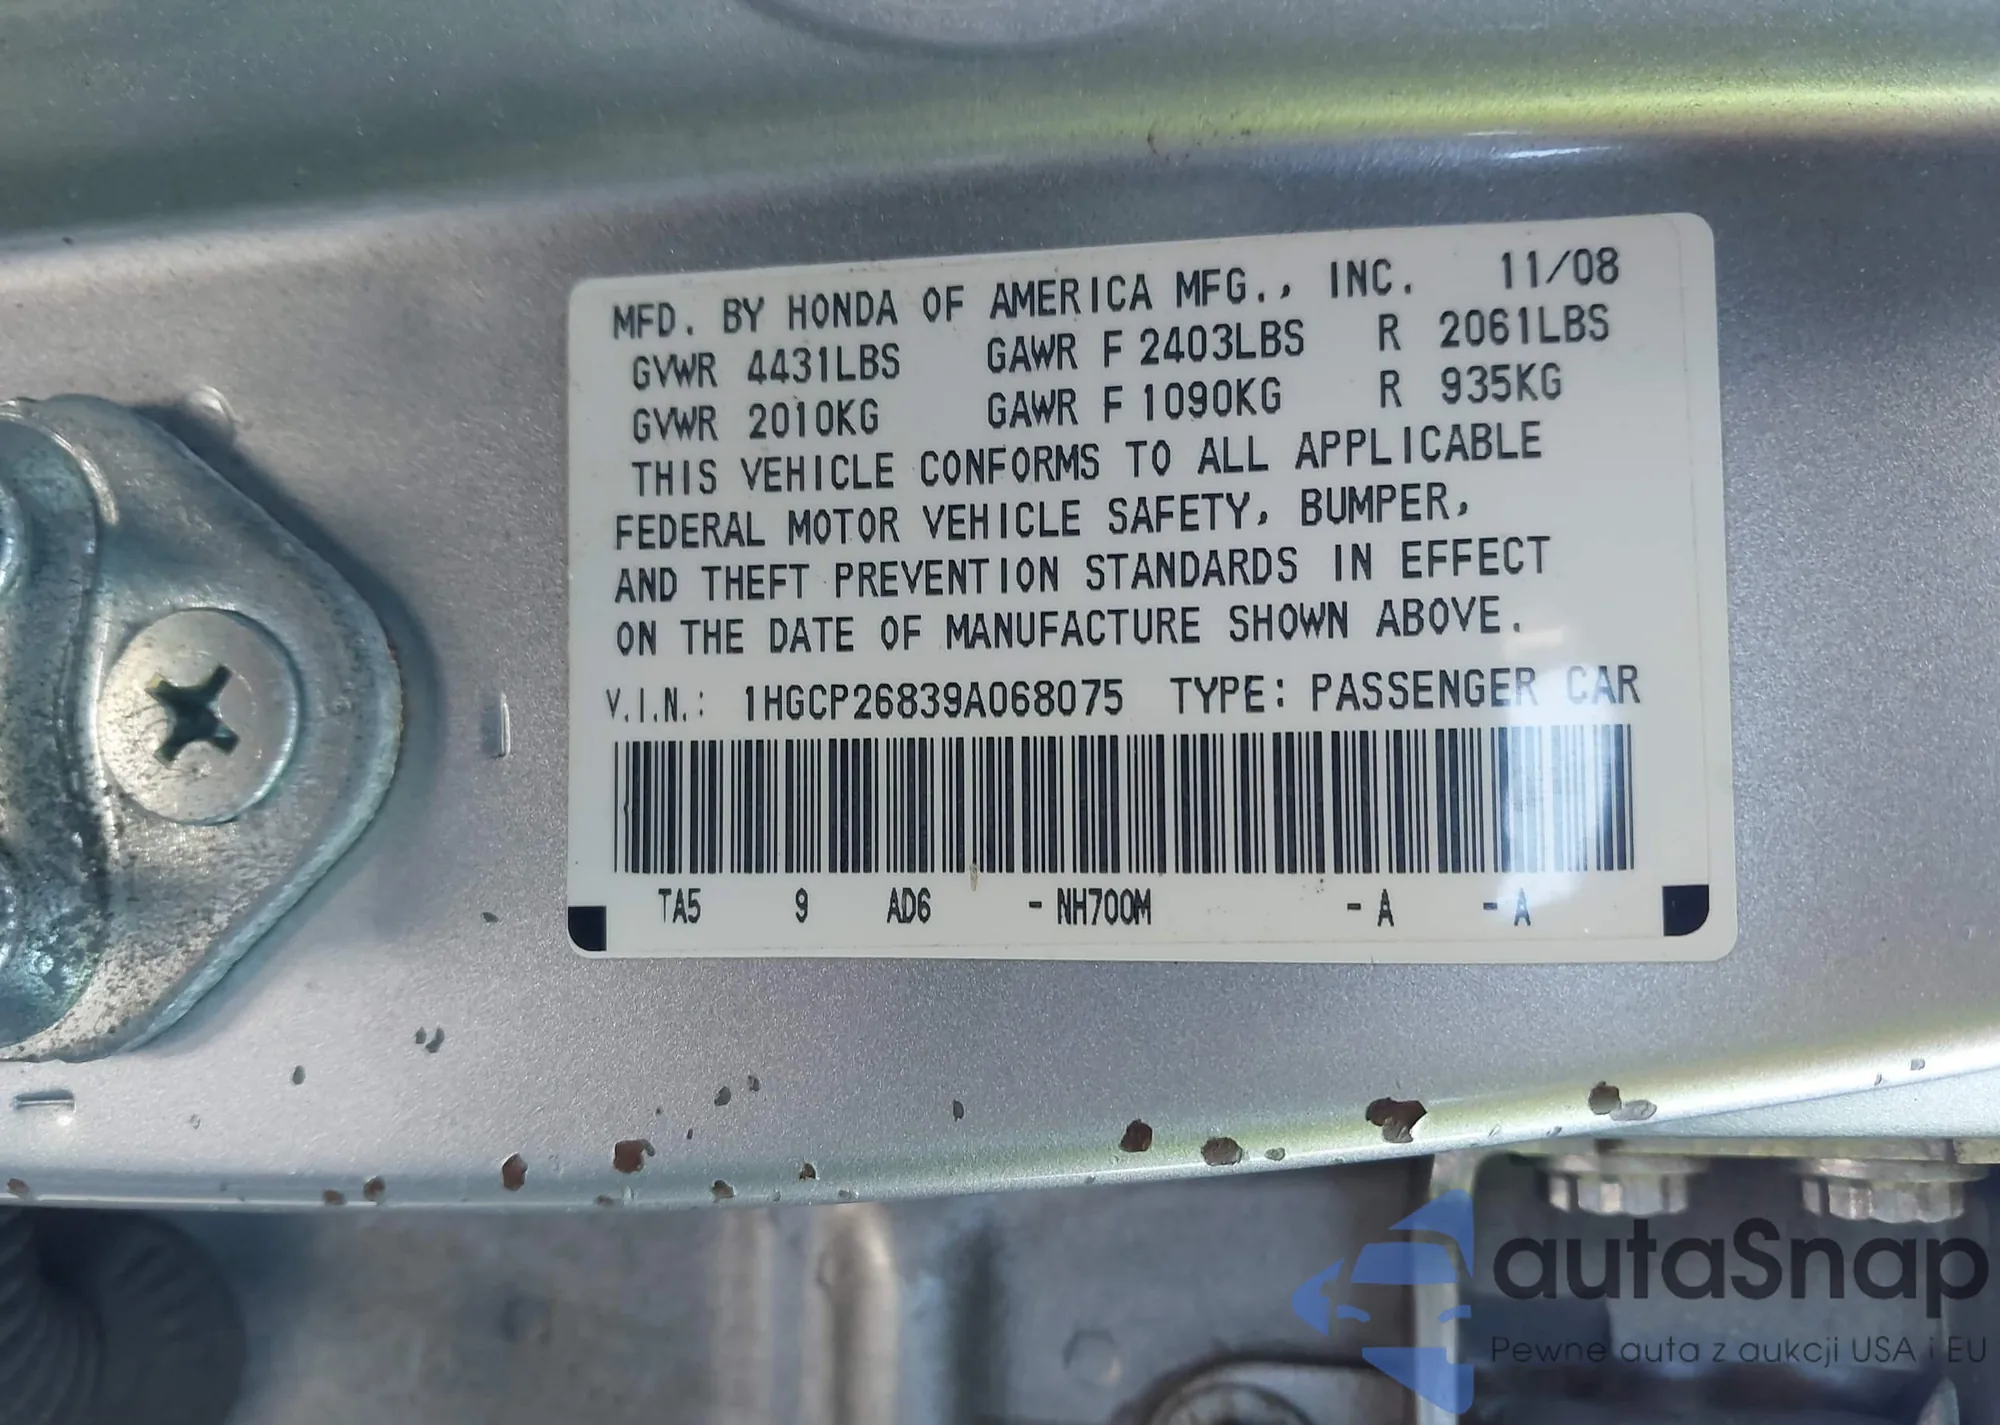 MFD. BY HONDA OF AMERICA MFG., INC. 11/08
GVWR 4431LBS GAWR F 2403LBS R 2061LBS
GVWR 2010KG GAWR F 1090KG R 935KG
THIS VEHICLE CONFORMS TO ALL APPLICABLE
FEDERAL MOTOR VEHICLE SAFETY, BUMPER,
AND THEFT PREVENTION STANDARDS IN EFFECT
ON THE DATE OF MANUFACTURE SHOWN ABOVE.
V.I.N.: 1HGCP26839A068075 TYPE: PASSENGER CAR
TA5 9 AD6 - NH700M - A - A
autaSnap
Pewne auta z aukcji USA i EU